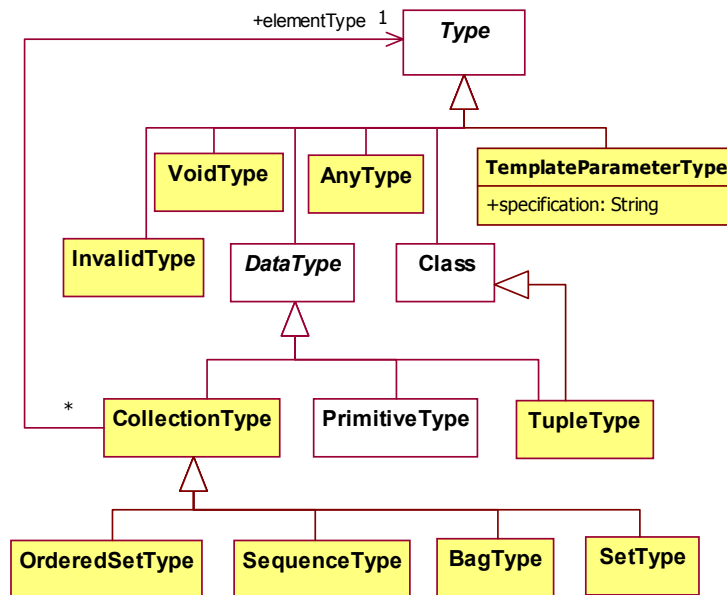 +elementType 1
Type
VoidType
AnyType
TemplateParameterType
+specification: String
InvalidType
DataType
Class
*
CollectionType
PrimitiveType
TupleType
OrderedSetType
SequenceType
BagType
SetType